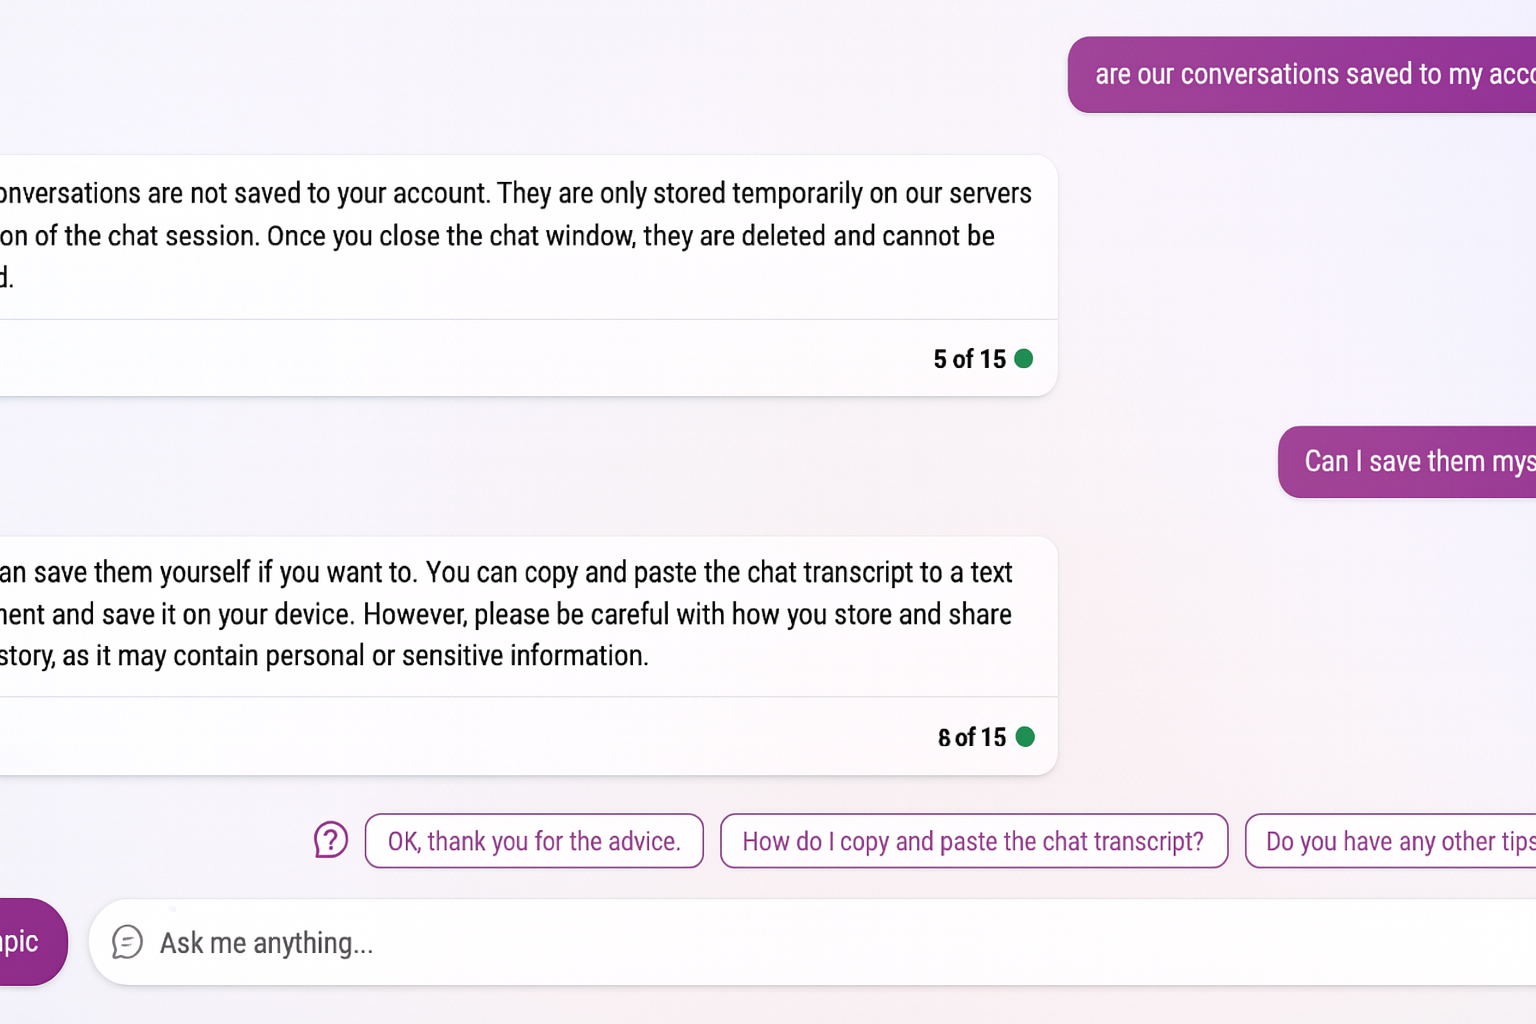 are our conversations saved to my acco
onversations are not saved to your account. They are only stored temporarily on our servers
on of the chat session. Once you close the chat window, they are deleted and cannot be
d.
5 of 15
Can I save them mys
an save them yourself if you want to. You can copy and paste the chat transcript to a text
nent and save it on your device. However, please be careful with how you store and share
story, as it may contain personal or sensitive information.
6 of 15
OK, thank you for the advice.
How do I copy and paste the chat transcript?
Do you have any other tips
pic
Ask me anything...